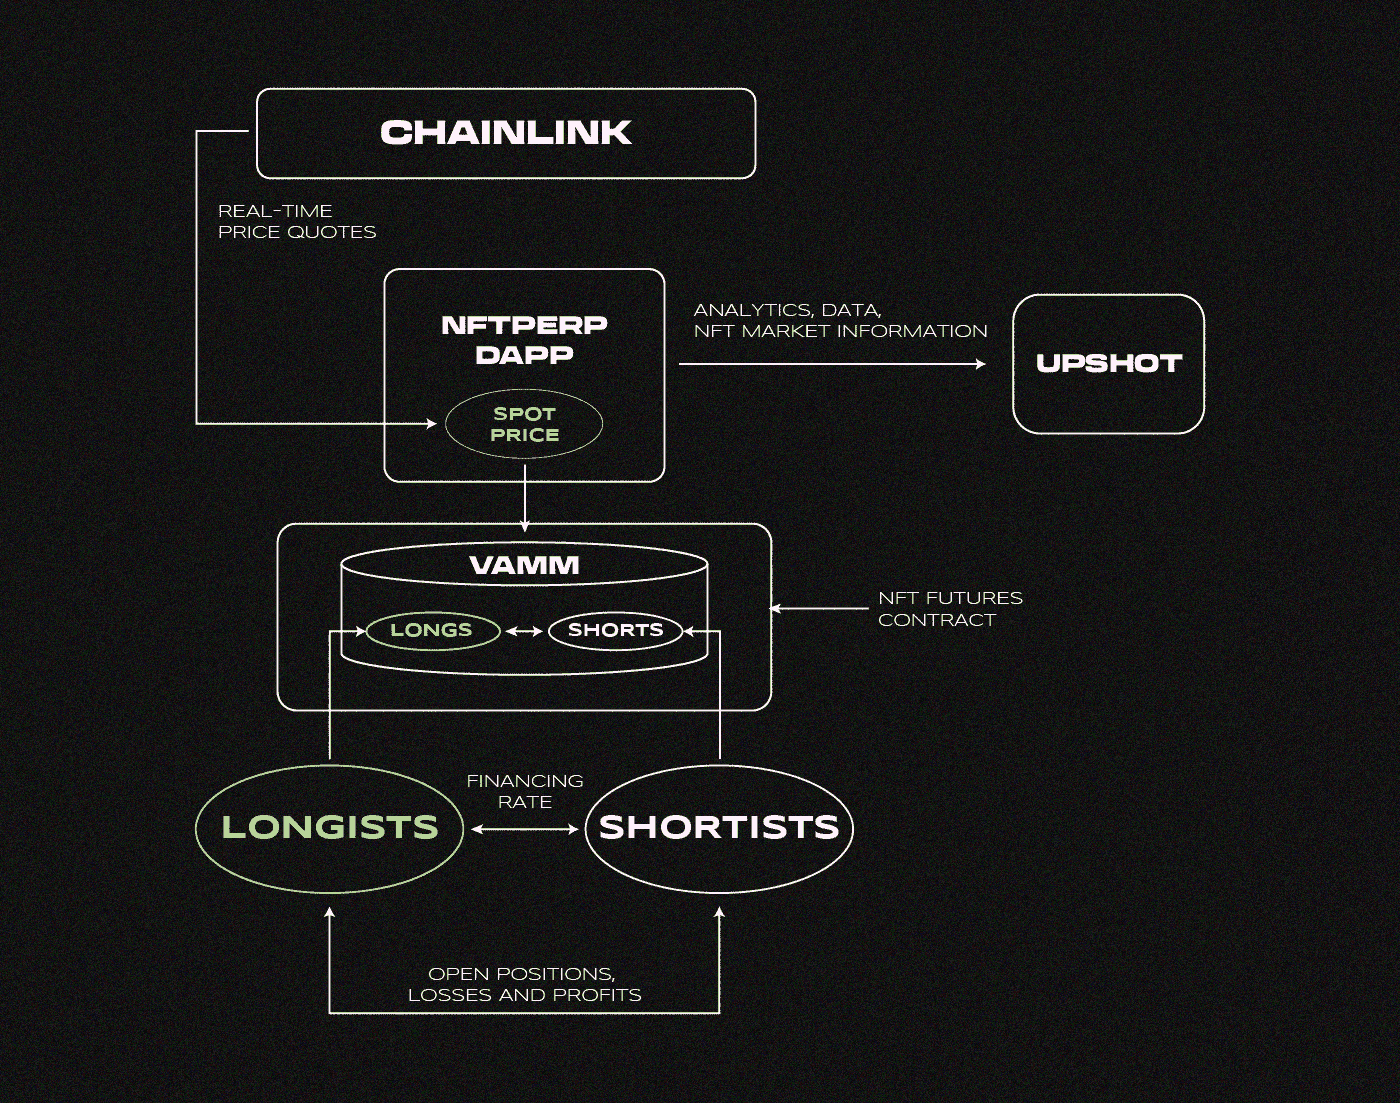 CHAINLINK
REAL-TIME
PRICE QUOTES
NFTPERP
DAPP
SPOT
PRICE
ANALYTICS, DATA,
NFT MARKET INFORMATION
UPSHOT
VAMM
LONGS
SHORTS
NFT FUTURES
CONTRACT
FINANCING
RATE
LONGISTS
SHORTISTS
OPEN POSITIONS,
LOSSES AND PROFITS